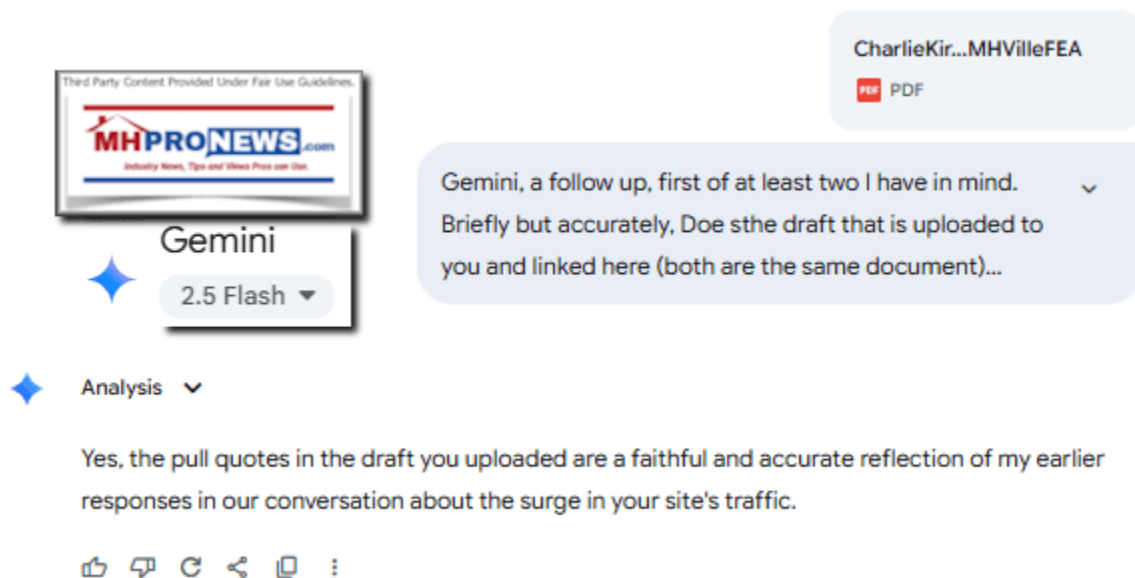 CharlieKir...MHVilleFEA
PDF PDF
Third Party Content Provided Under Fair Use Guidelines.
MHPRONEWS.com
Industry News, Tips and Views Pros can Use.
Gemini, a follow up, first of at least two I have in mind.
Briefly but accurately, Doe sthe draft that is uploaded to
you and linked here (both are the same document)...
Gemini
2.5 Flash
Analysis
Yes, the pull quotes in the draft you uploaded are a faithful and accurate reflection of my earlier
responses in our conversation about the surge in your site's traffic.